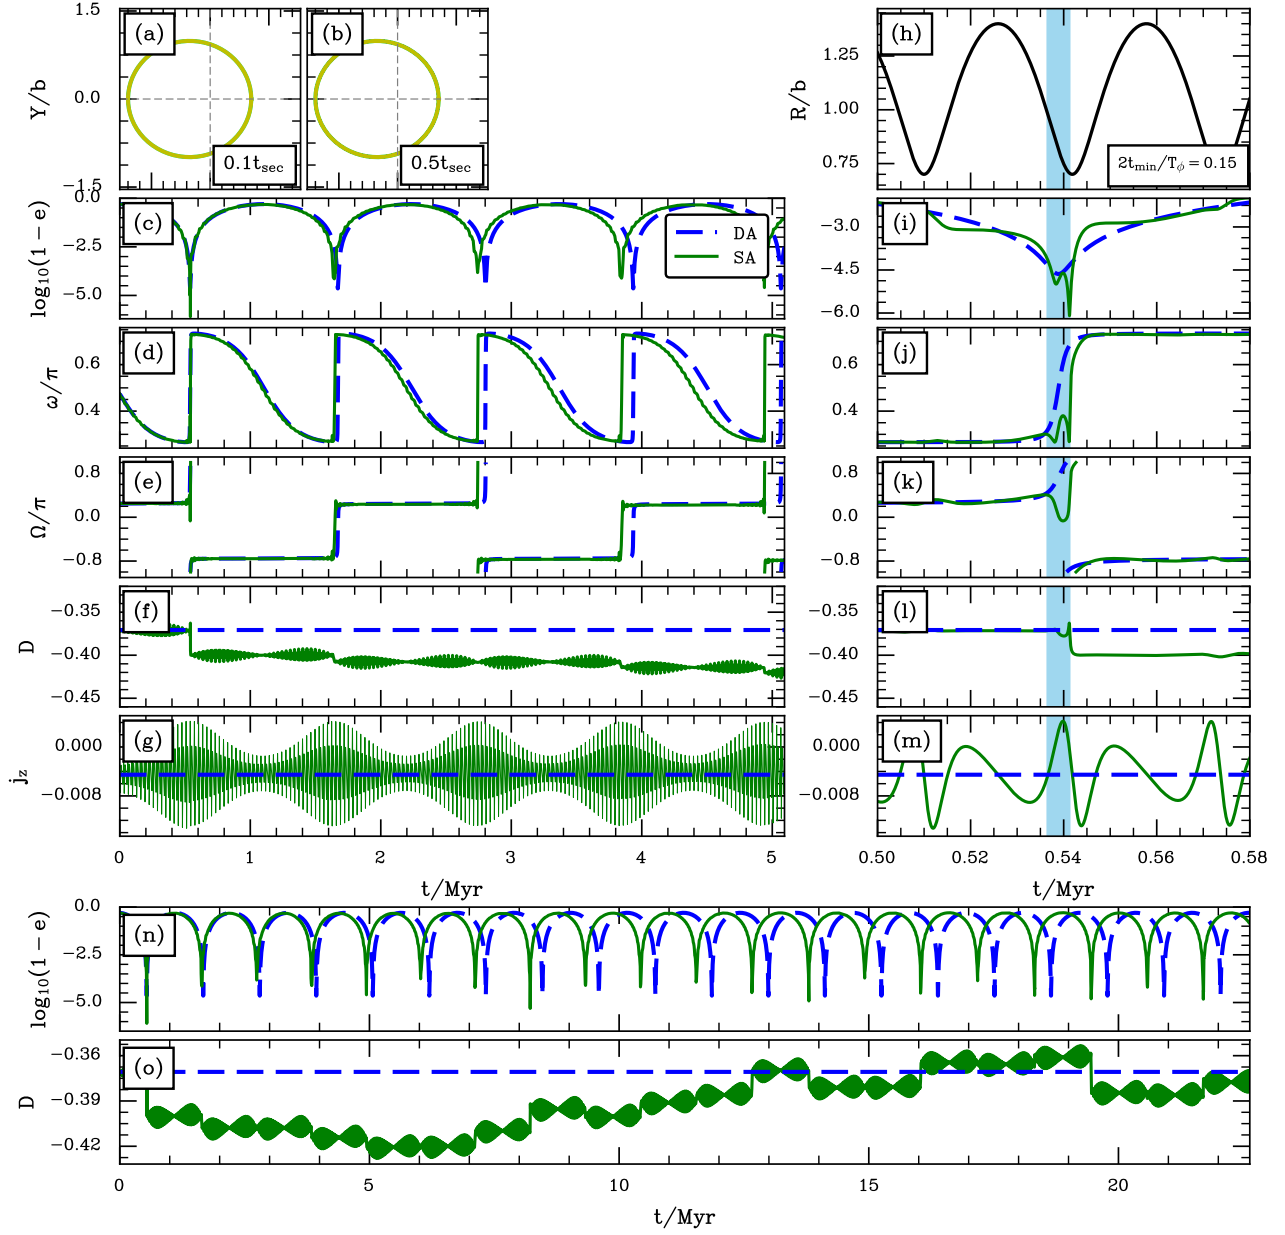 1.5
0.0
−1.5
Y/b
(a)
0.1t_sec
(b)
0.5t_sec
(h)
1.25
1.00
0.75
R/b
2t_min/T_ϕ = 0.15
0.0
−2.5
−5.0
log₁₀(1 − e)
(c)
DA
SA
(i)
−3.0
−4.5
−6.0
0.6
0.4
ω/π
(d)
(j)
0.6
0.4
0.8
0.0
−0.8
Ω/π
(e)
(k)
0.8
0.0
−0.8
−0.35
−0.40
−0.45
D
(f)
(l)
−0.35
−0.40
−0.45
0.000
−0.008
j_z
(g)
(m)
0.000
−0.008
0 1 2 3 4 5
t/Myr
0.50 0.52 0.54 0.56 0.58
t/Myr
0.0
−2.5
−5.0
log₁₀(1 − e)
(n)
−0.36
−0.39
−0.42
D
(o)
0 5 10 15 20
t/Myr